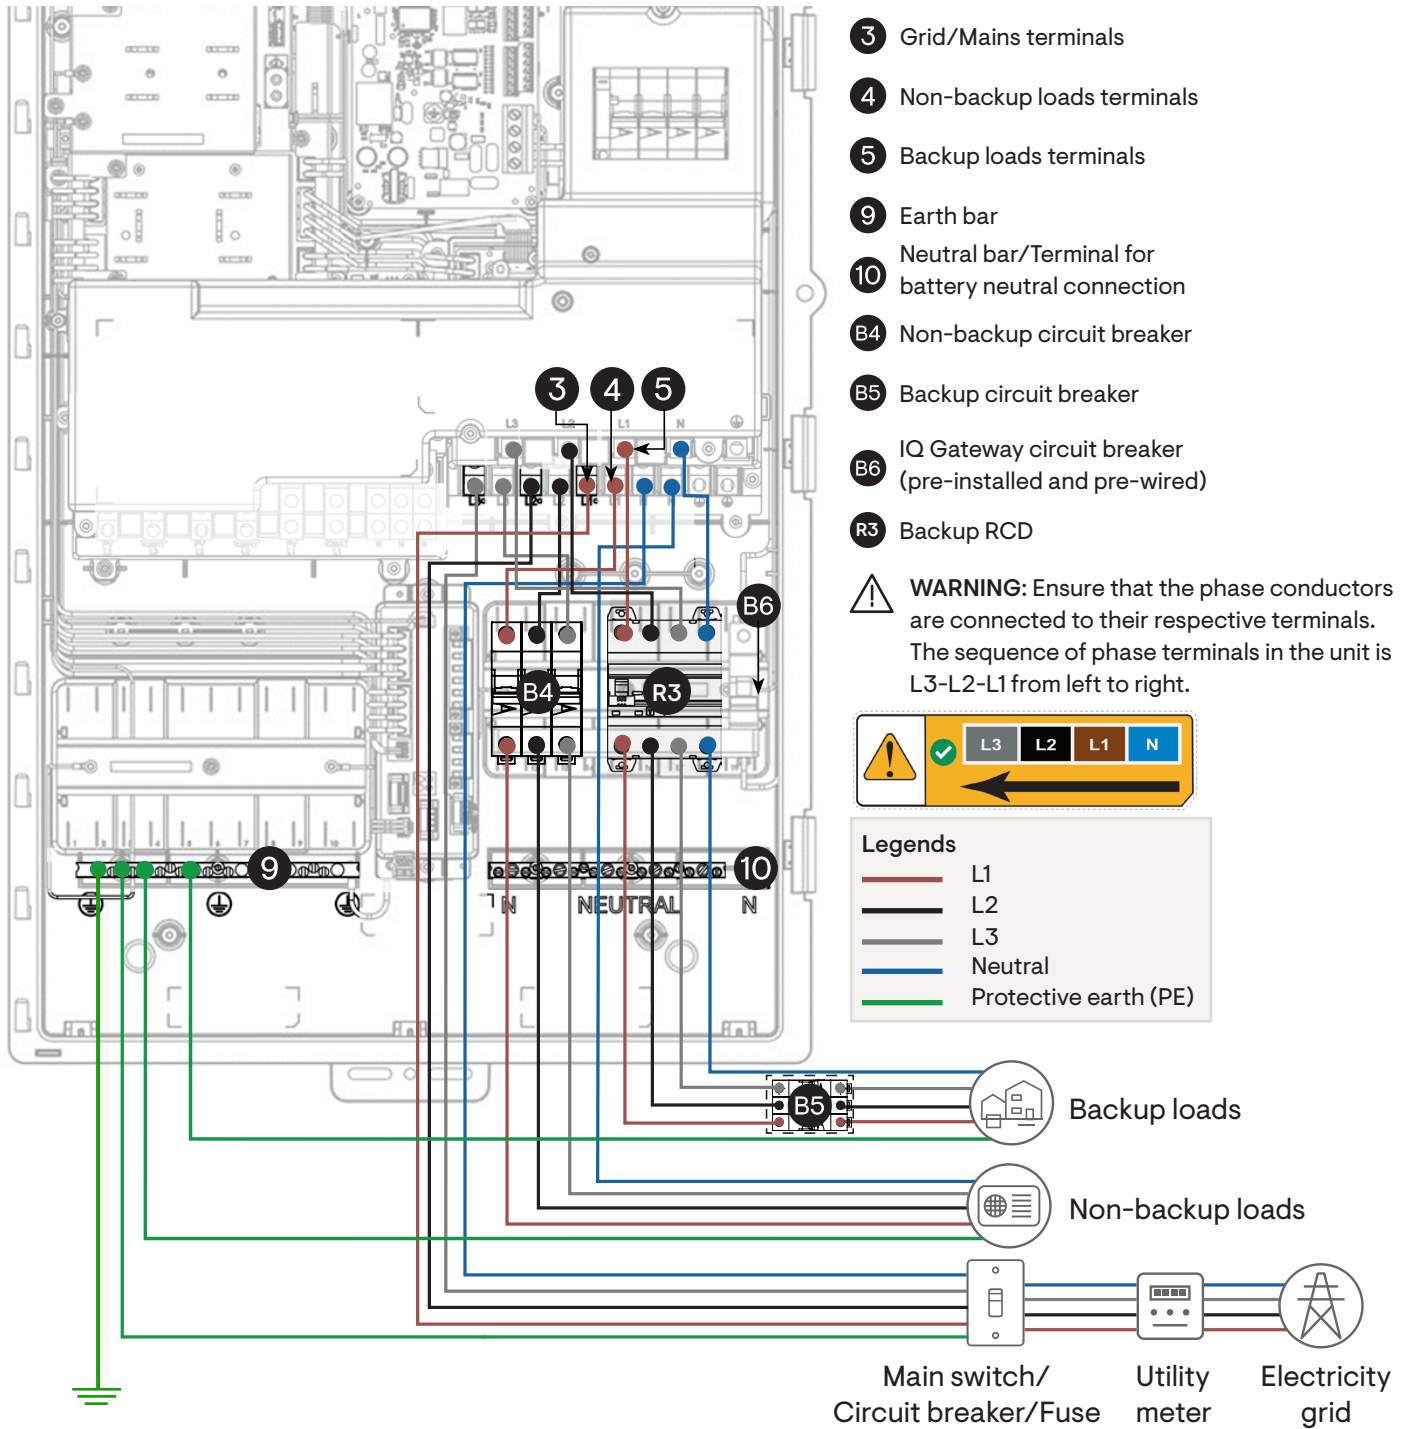 3 Grid/Mains terminals
4 Non-backup loads terminals
5 Backup loads terminals
9 Earth bar
10 Neutral bar/Terminal for
battery neutral connection
B4 Non-backup circuit breaker
B5 Backup circuit breaker
B6 IQ Gateway circuit breaker
(pre-installed and pre-wired)
R3 Backup RCD
WARNING: Ensure that the phase conductors
are connected to their respective terminals.
The sequence of phase terminals in the unit is
L3-L2-L1 from left to right.
L3 L2 L1 N
Legends
L1
L2
L3
Neutral
Protective earth (PE)
3 4 5
L3 L2 L1 N
B6
B4 R3
9 10
N NEUTRAL N
B5
Backup loads
Non-backup loads
Main switch/
Circuit breaker/Fuse
Utility
meter
Electricity
grid